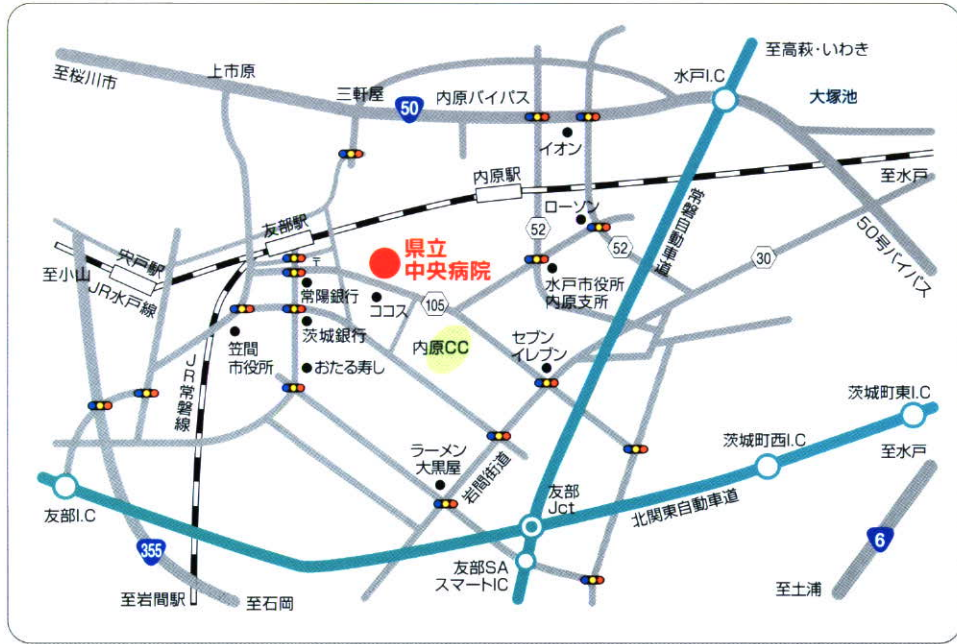 至高萩・いわき
至桜川市
上市原
三軒屋
内原バイパス
50
水戸I.C
大塚池
イオン
至水戸
内原駅
常磐自動車道
ローソン
52
52
30
50号バイパス
友部駅
宍戸駅
至小山
JR水戸線
〒
県立
中央病院
常陽銀行
ココス
105
水戸市役所
内原支所
茨城銀行
内原CC
セブン
イレブン
笠間
市役所
おたる寿し
JR常磐線
茨城町東I.C
茨城町西I.C
至水戸
ラーメン
大黒屋
岩間街道
友部I.C
友部
Jct
北関東自動車道
6
355
友部SA
スマートIC
至土浦
至岩間駅
至石岡